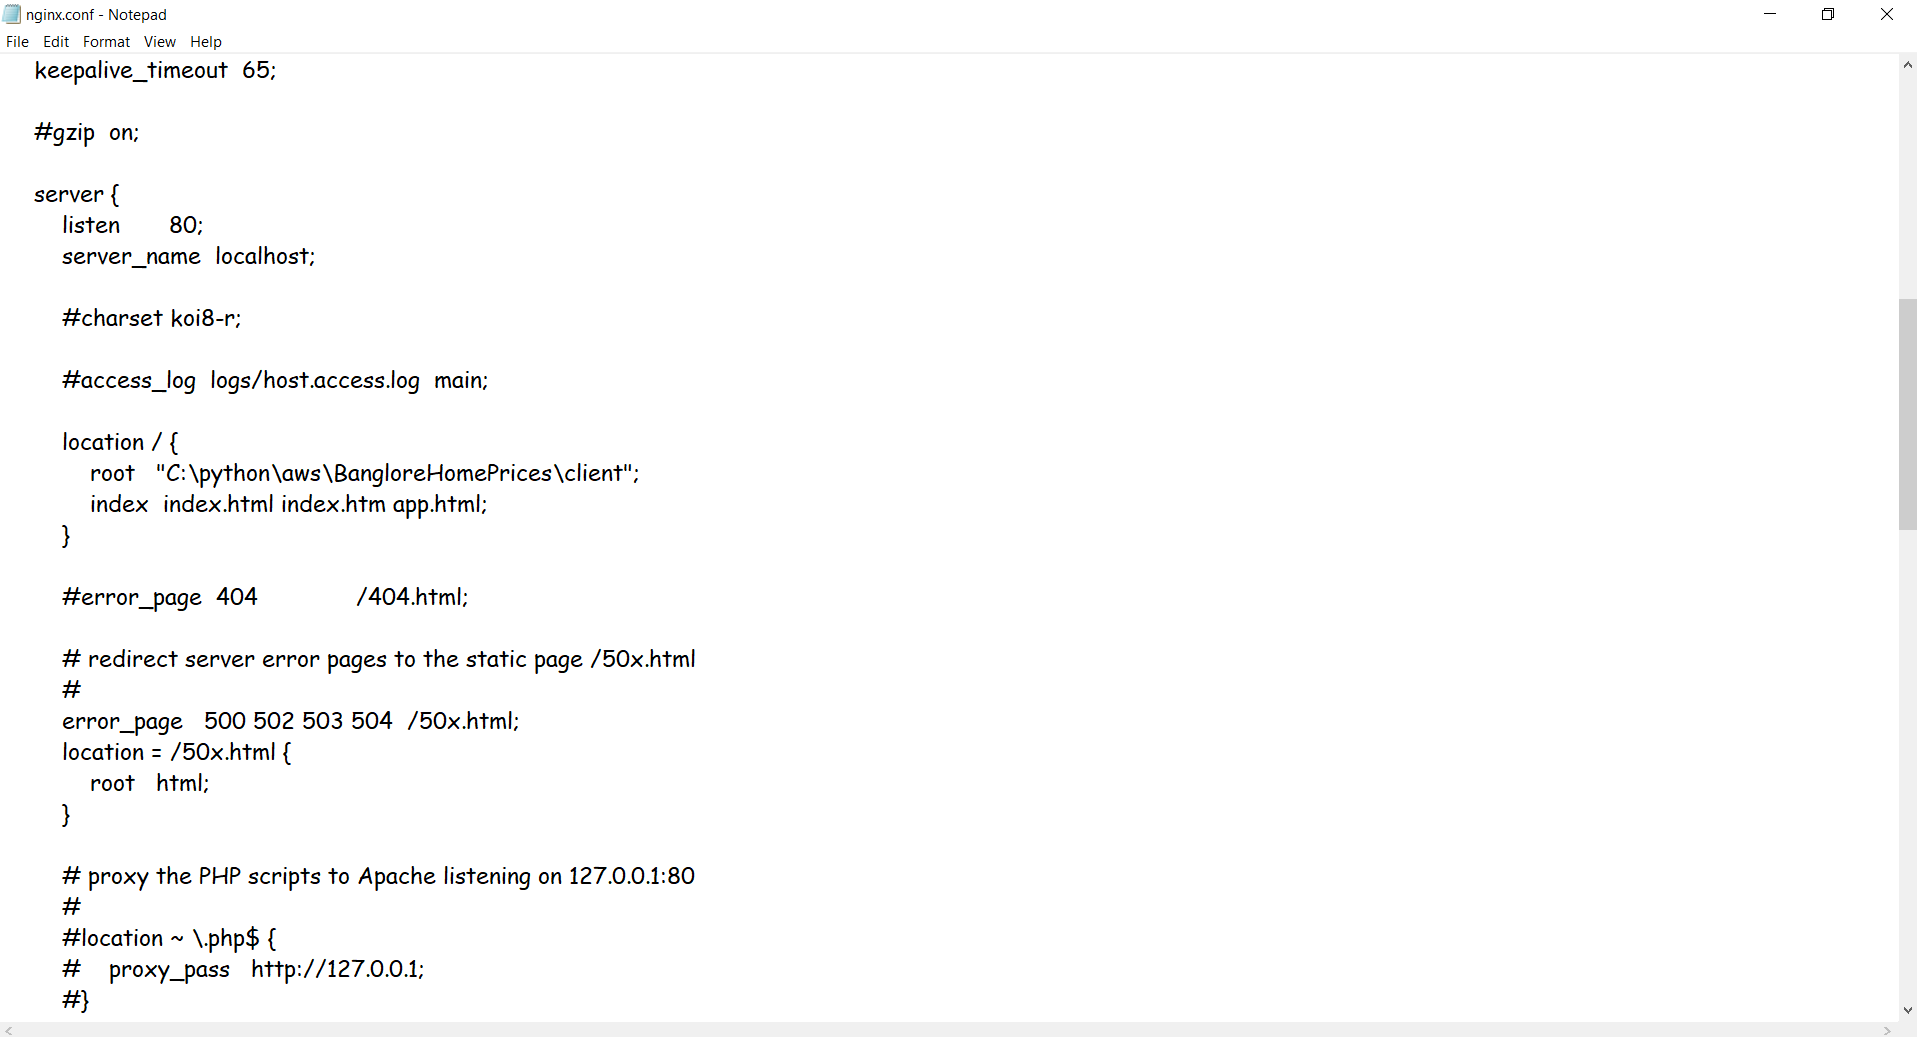 nginx.conf - Notepad
File Edit Format View Help
keepalive_timeout  65;
#gzip  on;
server {
listen       80;
server_name  localhost;
#charset koi8-r;
#access_log  logs/host.access.log  main;
location / {
root   "C:\python\aws\BangloreHomePrices\client";
index  index.html index.htm app.html;
}
#error_page  404              /404.html;
# redirect server error pages to the static page /50x.html
#
error_page   500 502 503 504  /50x.html;
location = /50x.html {
root   html;
}
# proxy the PHP scripts to Apache listening on 127.0.0.1:80
#
#location ~ \.php$ {
#    proxy_pass   http://127.0.0.1;
#}